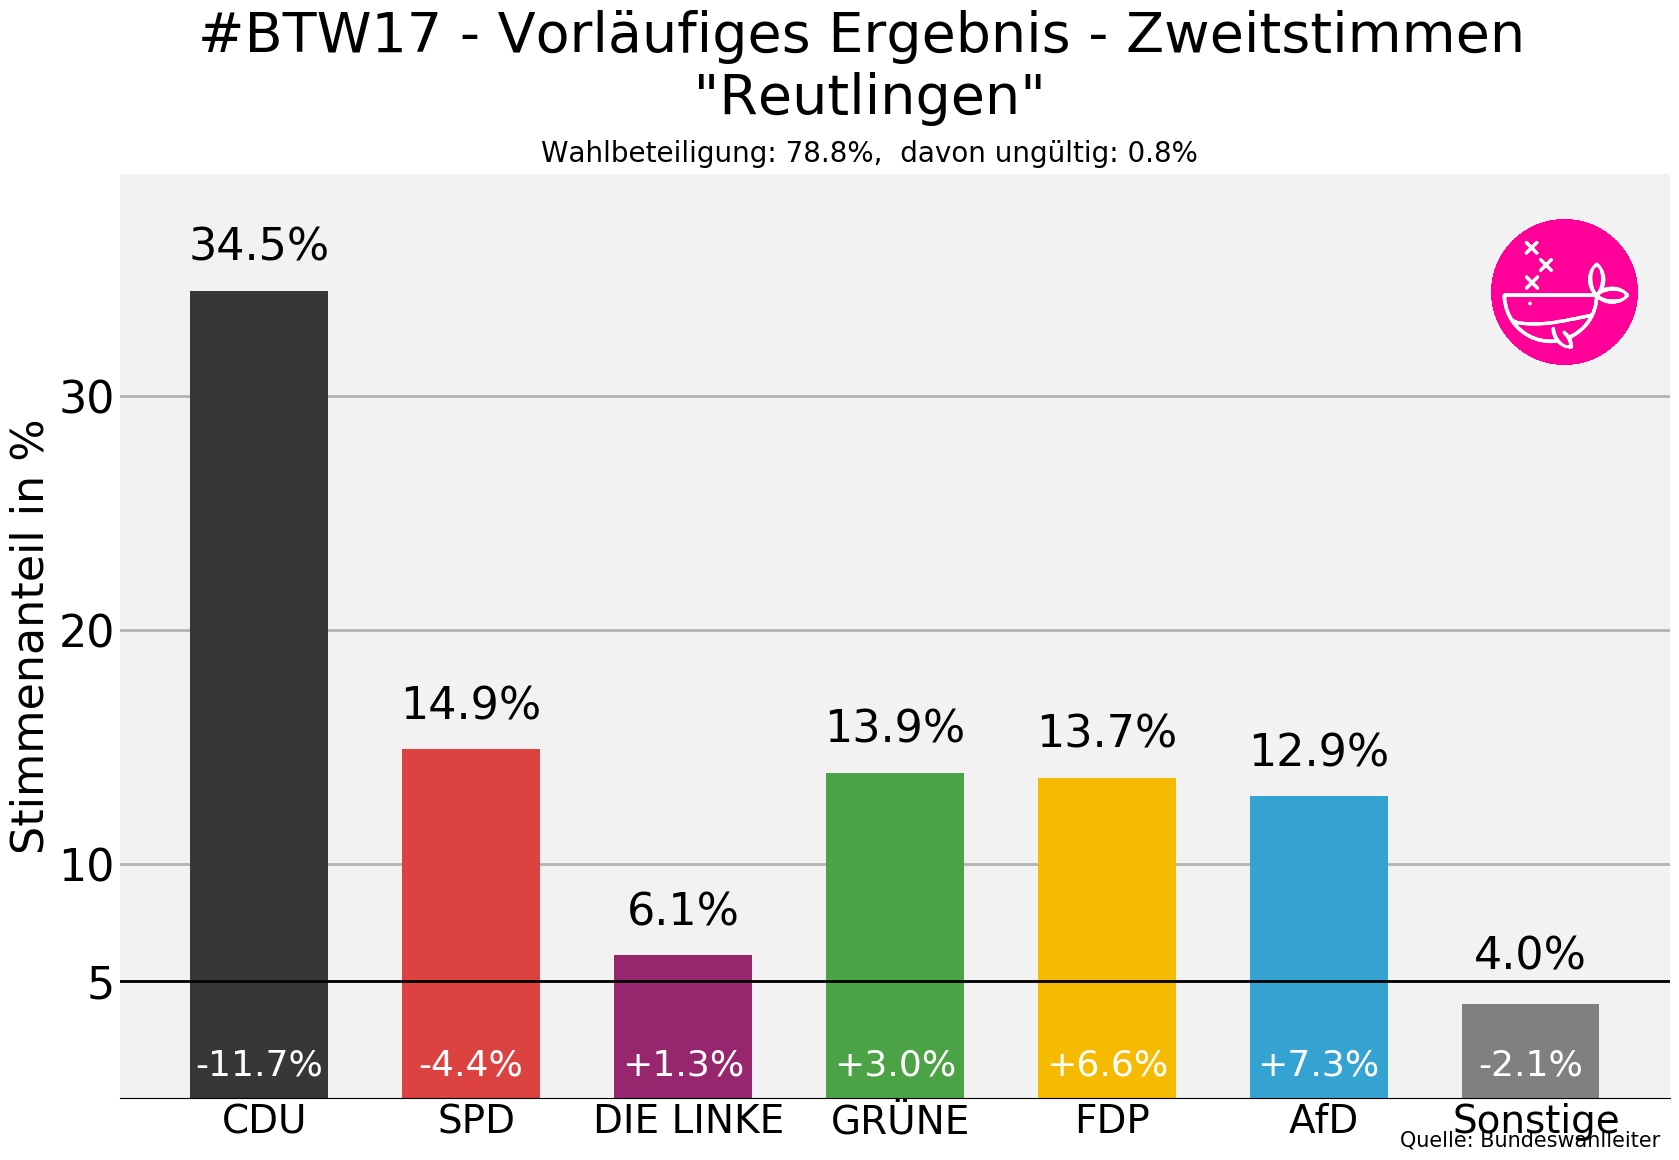 #BTW17 - Vorläufiges Ergebnis - Zweitstimmen
"Reutlingen"
Wahlbeteiligung: 78.8%,  davon ungültig: 0.8%
Stimmenanteil in %
30
20
10
5
34.5%
14.9%
6.1%
13.9%
13.7%
12.9%
4.0%
-11.7%
-4.4%
+1.3%
+3.0%
+6.6%
+7.3%
-2.1%
CDU
SPD
DIE LINKE
GRÜNE
FDP
AfD
Sonstige
Quelle: Bundeswahlleiter